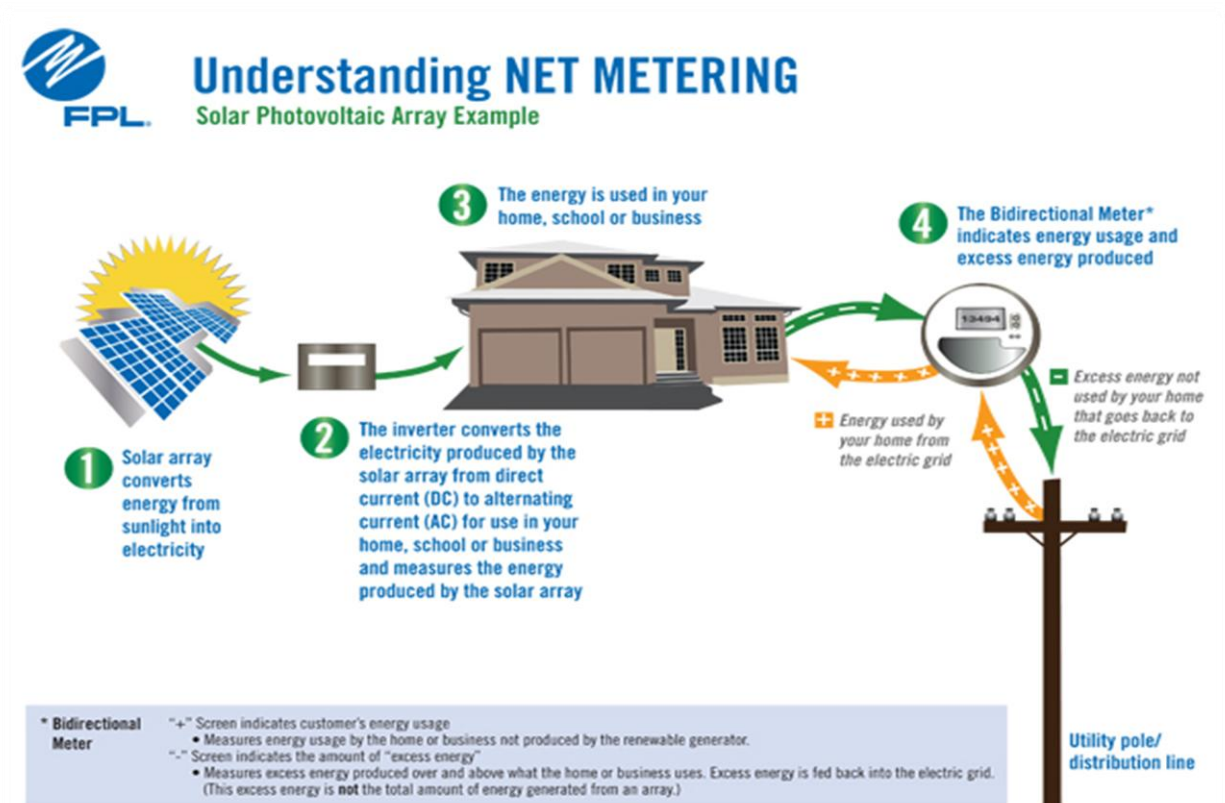 FPL.
Understanding NET METERING
Solar Photovoltaic Array Example
1
Solar array
converts
energy from
sunlight into
electricity
2
The inverter converts the
electricity produced by the
solar array from direct
current (DC) to alternating
current (AC) for use in your
home, school or business
and measures the energy
produced by the solar array
3
The energy is used in your
home, school or business
4
The Bidirectional Meter*
indicates energy usage and
excess energy produced
13494
+ Energy used by
your home from
the electric grid
- Excess energy not
used by your home
that goes back to
the electric grid
Utility pole/
distribution line
* Bidirectional
Meter
"+" Screen indicates customer's energy usage
• Measures energy usage by the home or business not produced by the renewable generator.
"-" Screen indicates the amount of "excess energy"
• Measures excess energy produced over and above what the home or business uses. Excess energy is fed back into the electric grid.
(This excess energy is not the total amount of energy generated from an array.)